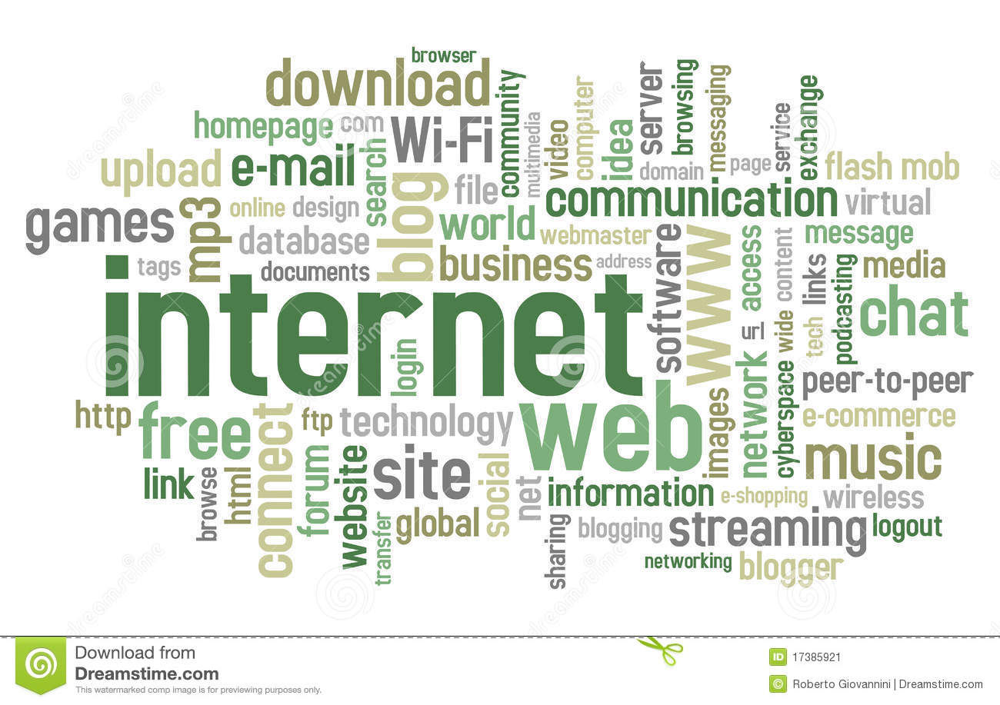 browser
download
community
homepage
com
Wi-Fi
multimedia
video
computer
idea
server
browsing
messaging
service
exchange
upload
e-mail
search
blog
file
domain
page
flash mob
games
mp3
online
design
world
communication
virtual
database
webmaster
software
www
access
content
message
tags
documents
business
address
links
podcasting
media
internet
login
url
wide
tech
chat
network
cyberspace
peer-to-peer
http
free
connect
ftp
technology
web
images
e-commerce
link
browse
html
forum
website
site
social
net
information
e-shopping
music
wireless
transfer
global
sharing
blogging
streaming
logout
networking
blogger
dreamstime
Download from
Dreamstime.com
This watermarked comp image is for previewing purposes only.
ID 17385921
© Roberto Giovannini | Dreamstime.com